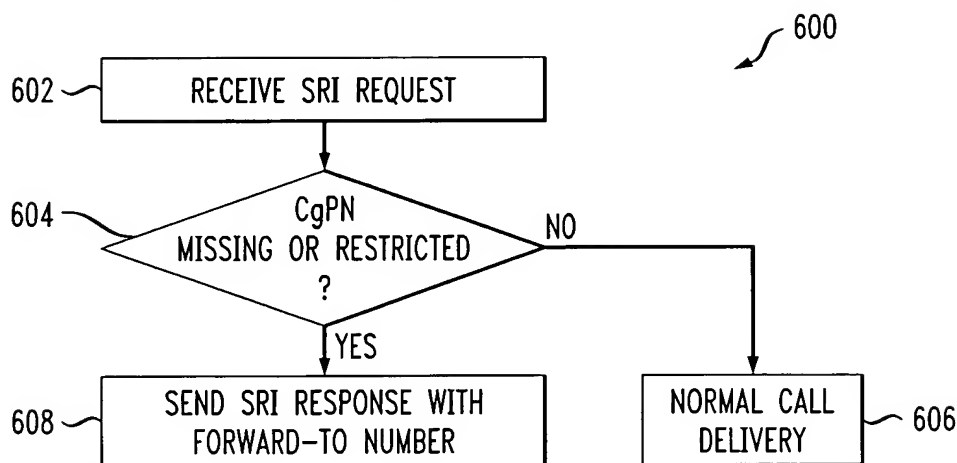 600
602
RECEIVE SRI REQUEST
604
CgPN
MISSING OR RESTRICTED
?
NO
YES
608
SEND SRI RESPONSE WITH
FORWARD-TO NUMBER
NORMAL CALL
DELIVERY
606